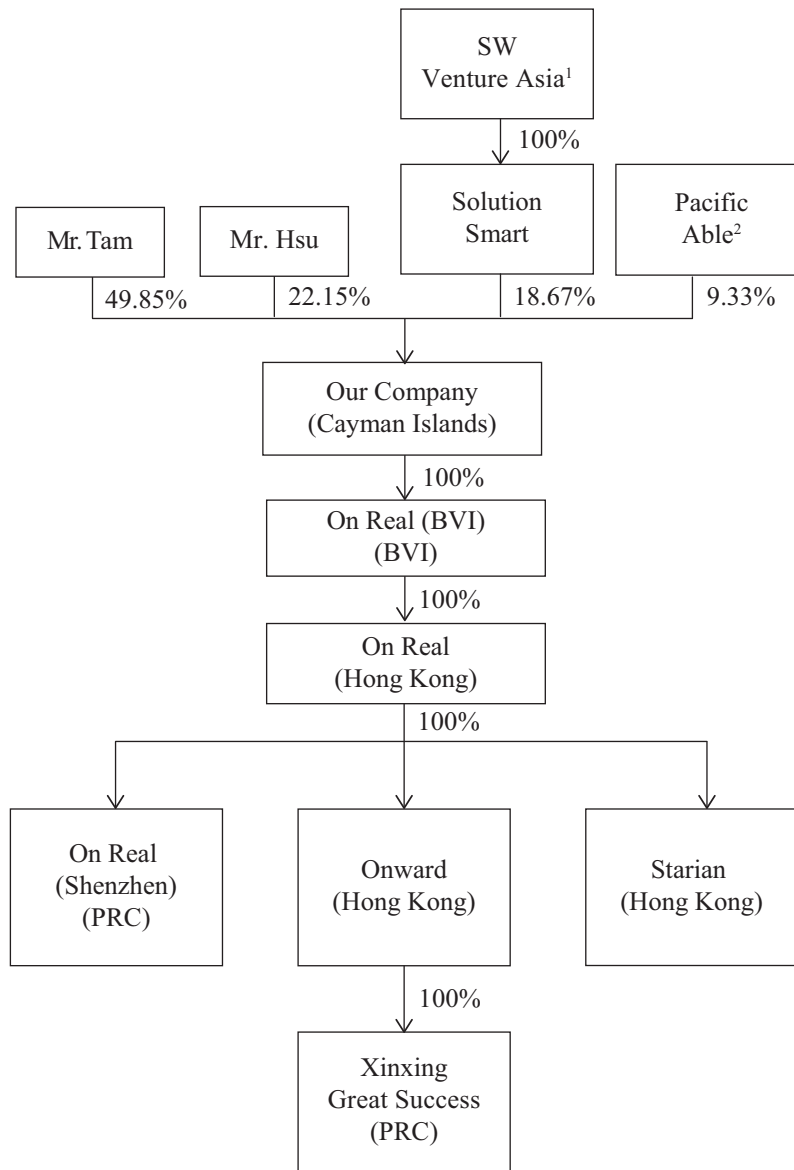 SW
Venture Asia¹
100%
Solution
Smart
Pacific
Able²
Mr. Tam
Mr. Hsu
49.85%
22.15%
18.67%
9.33%
Our Company
(Cayman Islands)
100%
On Real (BVI)
(BVI)
100%
On Real
(Hong Kong)
100%
On Real
(Shenzhen)
(PRC)
Onward
(Hong Kong)
Starian
(Hong Kong)
100%
Xinxing
Great Success
(PRC)